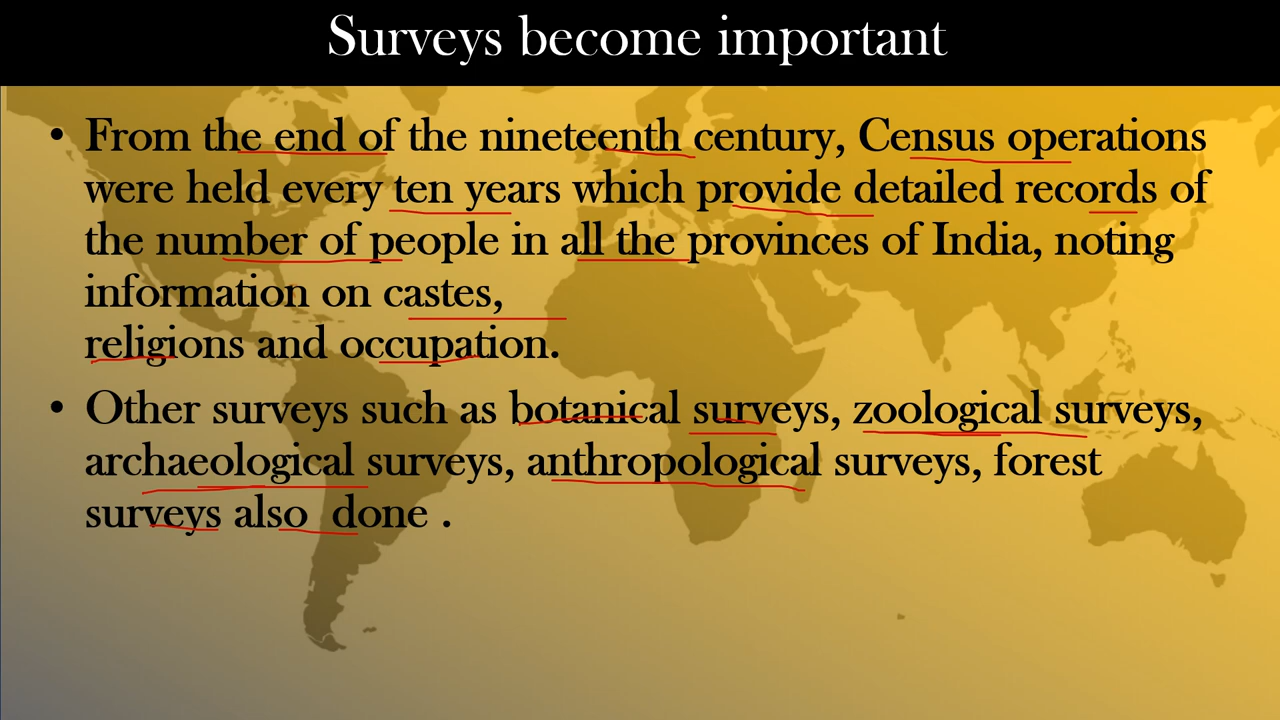 Surveys become important
• From the end of the nineteenth century, Census operations
were held every ten years which provide detailed records of
the number of people in all the provinces of India, noting
information on castes,
religions and occupation.
• Other surveys such as botanical surveys, zoological surveys,
archaeological surveys, anthropological surveys, forest
surveys also  done .